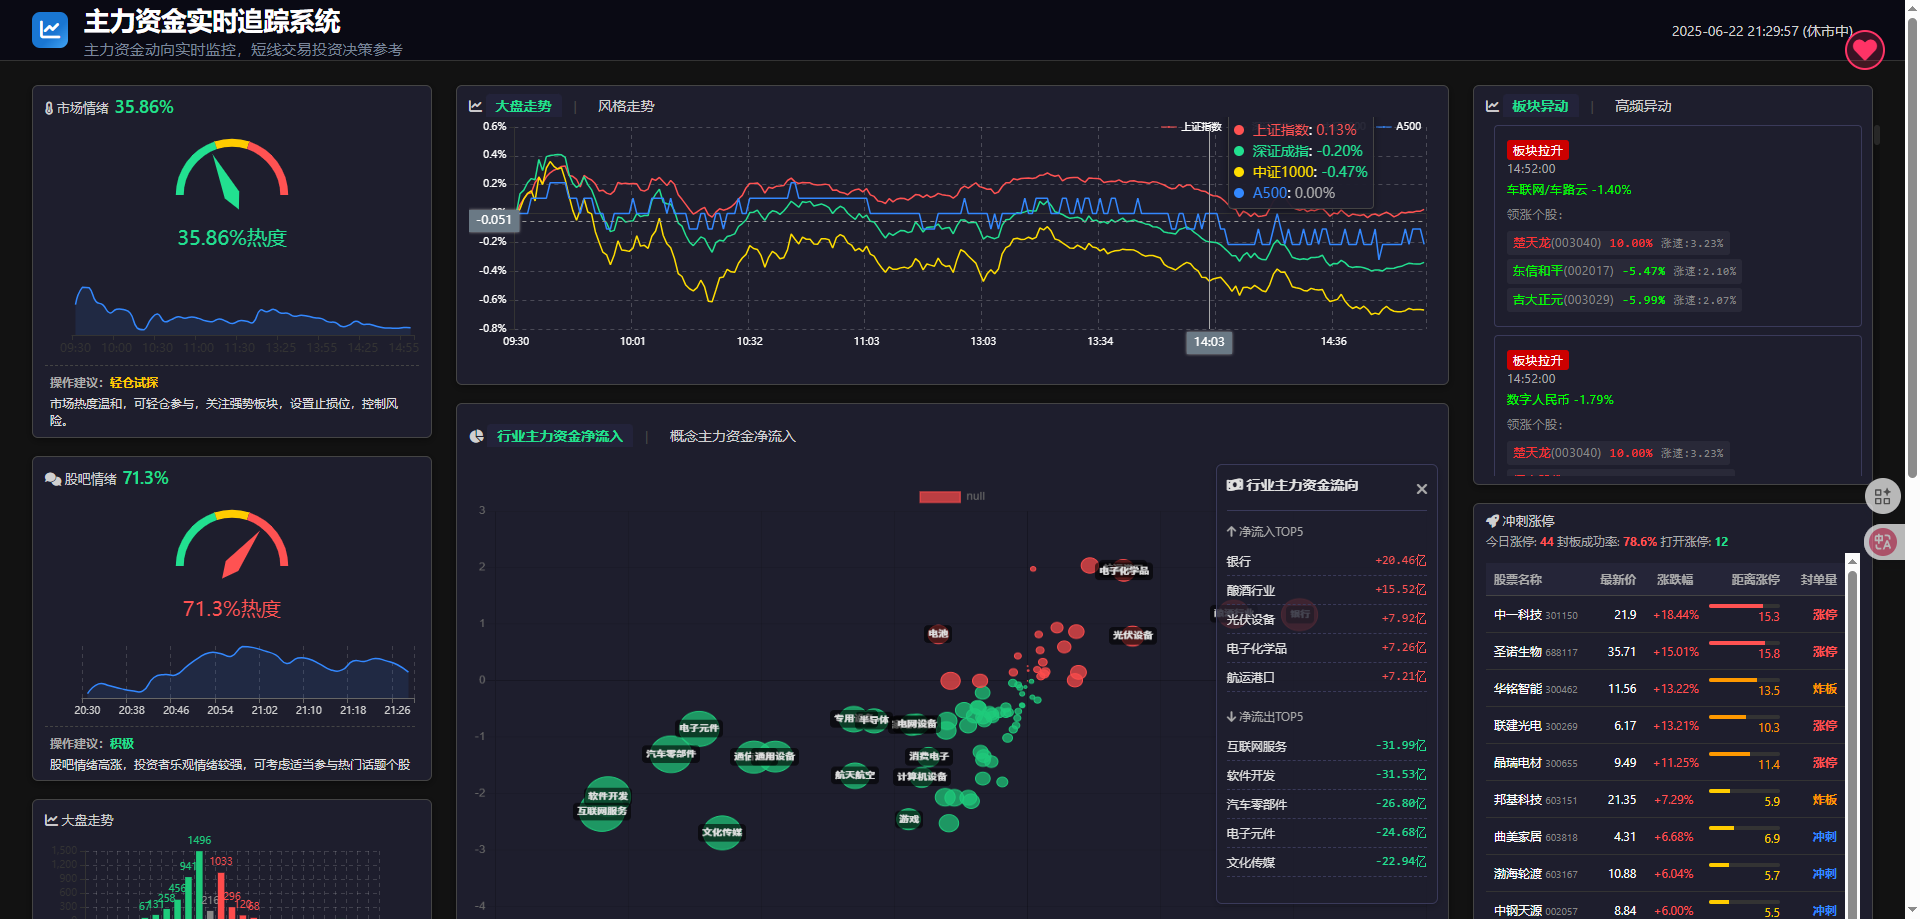 主力资金实时追踪系统
主力资金动向实时监控，短线交易投资决策参考
2025-06-22 21:29:57 (休市中)
市场情绪 35.86%
35.86%热度
09:30 10:00 10:30 11:00 11:30 13:25 13:55 14:25 14:55
操作建议：轻仓试探
市场热度温和，可轻仓参与，关注强势板块，设置止损位，控制风
险。
股吧情绪 71.3%
71.3%热度
20:30 20:38 20:46 20:54 21:02 21:10 21:18 21:26
操作建议：积极
股吧情绪高涨，投资者乐观情绪较强，可考虑适当参与热门话题个股
大盘走势
1496
1,500
1,200
900
600
300
941
1033
456
258
131
67
216
296
120
68
大盘走势 | 风格走势
上证指数
A500
0.6%
0.4%
0.2%
-0.051
-0.2%
-0.4%
-0.6%
-0.8%
上证指数: 0.13%
深证成指: -0.20%
中证1000: -0.47%
A500: 0.00%
09:30 10:01 10:32 11:03 13:03 13:34 14:03 14:36
行业主力资金净流入 | 概念主力资金净流入
null
3
2
1
0
-1
-2
-3
-4
电子化学品
电池
光伏设备
银行
电子元件
汽车零部件
通用设备
半导体
电网设备
消费电子
航天航空
计算机设备
软件开发
互联网服务
文化传媒
游戏
行业主力资金流向 ×
净流入TOP5
银行 +20.46亿
酿酒行业 +15.52亿
光伏设备 +7.92亿
电子化学品 +7.26亿
航运港口 +7.21亿
净流出TOP5
互联网服务 -31.99亿
软件开发 -31.53亿
汽车零部件 -26.80亿
电子元件 -24.68亿
文化传媒 -22.94亿
板块异动 | 高频异动
板块拉升
14:52:00
车联网/车路云 -1.40%
领涨个股：
楚天龙(003040) 10.00% 涨速:3.23%
东信和平(002017) -5.47% 涨速:2.10%
吉大正元(003029) -5.99% 涨速:2.07%
板块拉升
14:52:00
数字人民币 -1.79%
领涨个股：
楚天龙(003040) 10.00% 涨速:3.23%
冲刺涨停
今日涨停: 44 封板成功率: 78.6% 打开涨停: 12
股票名称 最新价 涨跌幅 距离涨停 封单量
中一科技 301150 21.9 +18.44% 15.3 涨停
圣诺生物 688117 35.71 +15.01% 15.8 涨停
华铭智能 300462 11.56 +13.22% 13.5 炸板
联建光电 300269 6.17 +13.21% 10.3 涨停
晶瑞电材 300655 9.49 +11.25% 11.4 涨停
邦基科技 603151 21.35 +7.29% 5.9 炸板
曲美家居 603818 4.31 +6.68% 6.9 冲刺
渤海轮渡 603167 10.88 +6.04% 5.7 冲刺
中钢天源 002057 8.84 +6.00% 5.5 冲刺